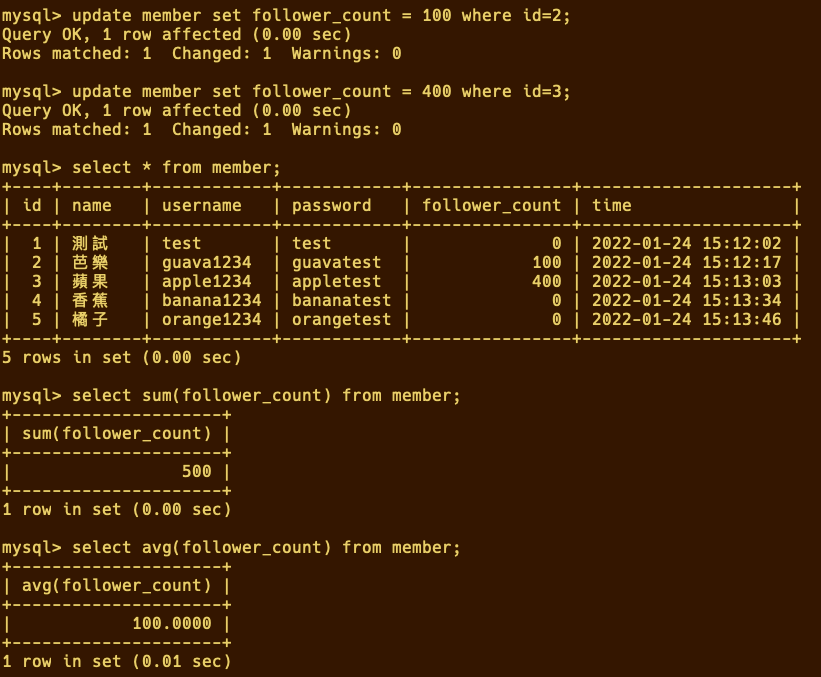 mysql> update member set follower_count = 100 where id=2;
Query OK, 1 row affected (0.00 sec)
Rows matched: 1  Changed: 1  Warnings: 0

mysql> update member set follower_count = 400 where id=3;
Query OK, 1 row affected (0.00 sec)
Rows matched: 1  Changed: 1  Warnings: 0

mysql> select * from member;
+----+--------+------------+------------+----------------+---------------------+
| id | name   | username   | password   | follower_count | time                |
+----+--------+------------+------------+----------------+---------------------+
|  1 | 測試   | test       | test       |              0 | 2022-01-24 15:12:02 |
|  2 | 芭樂   | guava1234  | guavatest  |            100 | 2022-01-24 15:12:17 |
|  3 | 蘋果   | apple1234  | appletest  |            400 | 2022-01-24 15:13:03 |
|  4 | 香蕉   | banana1234 | bananatest |              0 | 2022-01-24 15:13:34 |
|  5 | 橘子   | orange1234 | orangetest |              0 | 2022-01-24 15:13:46 |
+----+--------+------------+------------+----------------+---------------------+
5 rows in set (0.00 sec)

mysql> select sum(follower_count) from member;
+---------------------+
| sum(follower_count) |
+---------------------+
|                 500 |
+---------------------+
1 row in set (0.00 sec)

mysql> select avg(follower_count) from member;
+---------------------+
| avg(follower_count) |
+---------------------+
|            100.0000 |
+---------------------+
1 row in set (0.01 sec)